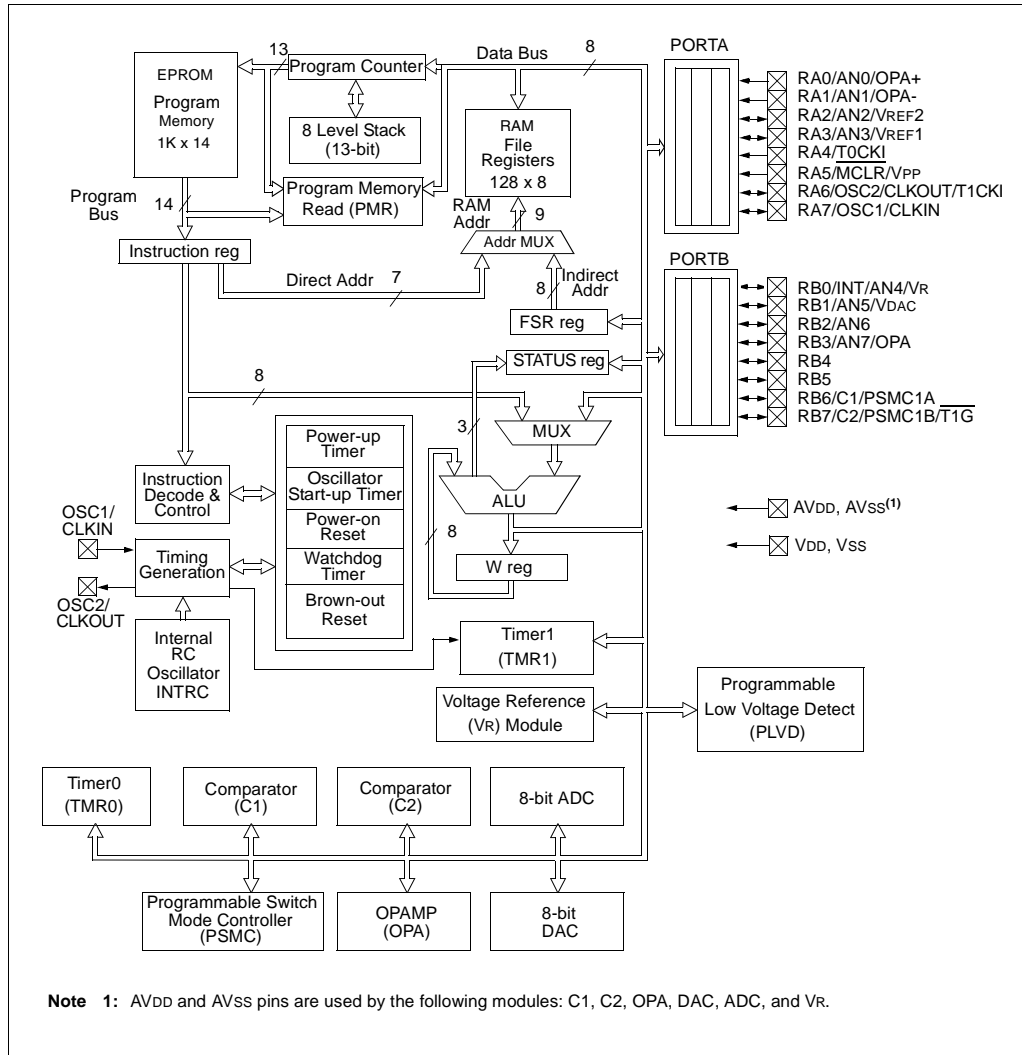 EPROM
Program
Memory
1K x 14
13
Program Counter
Data Bus
8
8 Level Stack
(13-bit)
RAM
File
Registers
128 x 8
Program
Bus
14
Program Memory
Read (PMR)
RAM
Addr
9
Addr MUX
Instruction reg
Direct Addr
7
Indirect
Addr
8
FSR reg
STATUS reg
8
3
MUX
ALU
8
W reg
Instruction
Decode &
Control
OSC1/
CLKIN
Timing
Generation
OSC2/
CLKOUT
Internal
RC
Oscillator
INTRC
Power-up
Timer
Oscillator
Start-up Timer
Power-on
Reset
Watchdog
Timer
Brown-out
Reset
Timer1
(TMR1)
Voltage Reference
(VR) Module
Programmable
Low Voltage Detect
(PLVD)
PORTA
RA0/AN0/OPA+
RA1/AN1/OPA-
RA2/AN2/VREF2
RA3/AN3/VREF1
RA4/T0CKI
RA5/MCLR/VPP
RA6/OSC2/CLKOUT/T1CKI
RA7/OSC1/CLKIN
PORTB
RB0/INT/AN4/VR
RB1/AN5/VDAC
RB2/AN6
RB3/AN7/OPA
RB4
RB5
RB6/C1/PSMC1A
RB7/C2/PSMC1B/T1G
AVDD, AVSS(1)
VDD, VSS
Timer0
(TMR0)
Comparator
(C1)
Comparator
(C2)
8-bit ADC
Programmable Switch
Mode Controller
(PSMC)
OPAMP
(OPA)
8-bit
DAC
Note 1: AVDD and AVSS pins are used by the following modules: C1, C2, OPA, DAC, ADC, and VR.